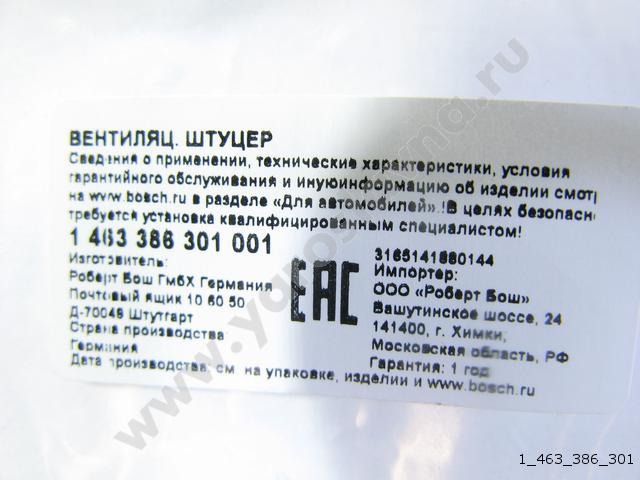 ВЕНТИЛЯЦ. ШТУЦЕР
Сведения о применении, технические характеристики, условия
гарантийного обслуживания и инуюинформацию об изделии смотр
на www.bosch.ru в разделе «Для автомобилей».!В целях безопасн
требуется установка квалифицированным специалистом!
1 463 386 301 001
Изготовитель:
Роберт Бош ГмбХ Германия
Почтовый ящик 10 60 50
Д-70049 Штутгарт
Страна производства
Германия
Дата производства: см. на упаковке, изделии и www.bosch.ru
ЕАС
3165141880144
Импортер:
ООО «Роберт Бош»
Вашутинское шоссе, 24
141400, г. Химки,
Московская область, РФ
Гарантия: 1 год
1_463_386_301